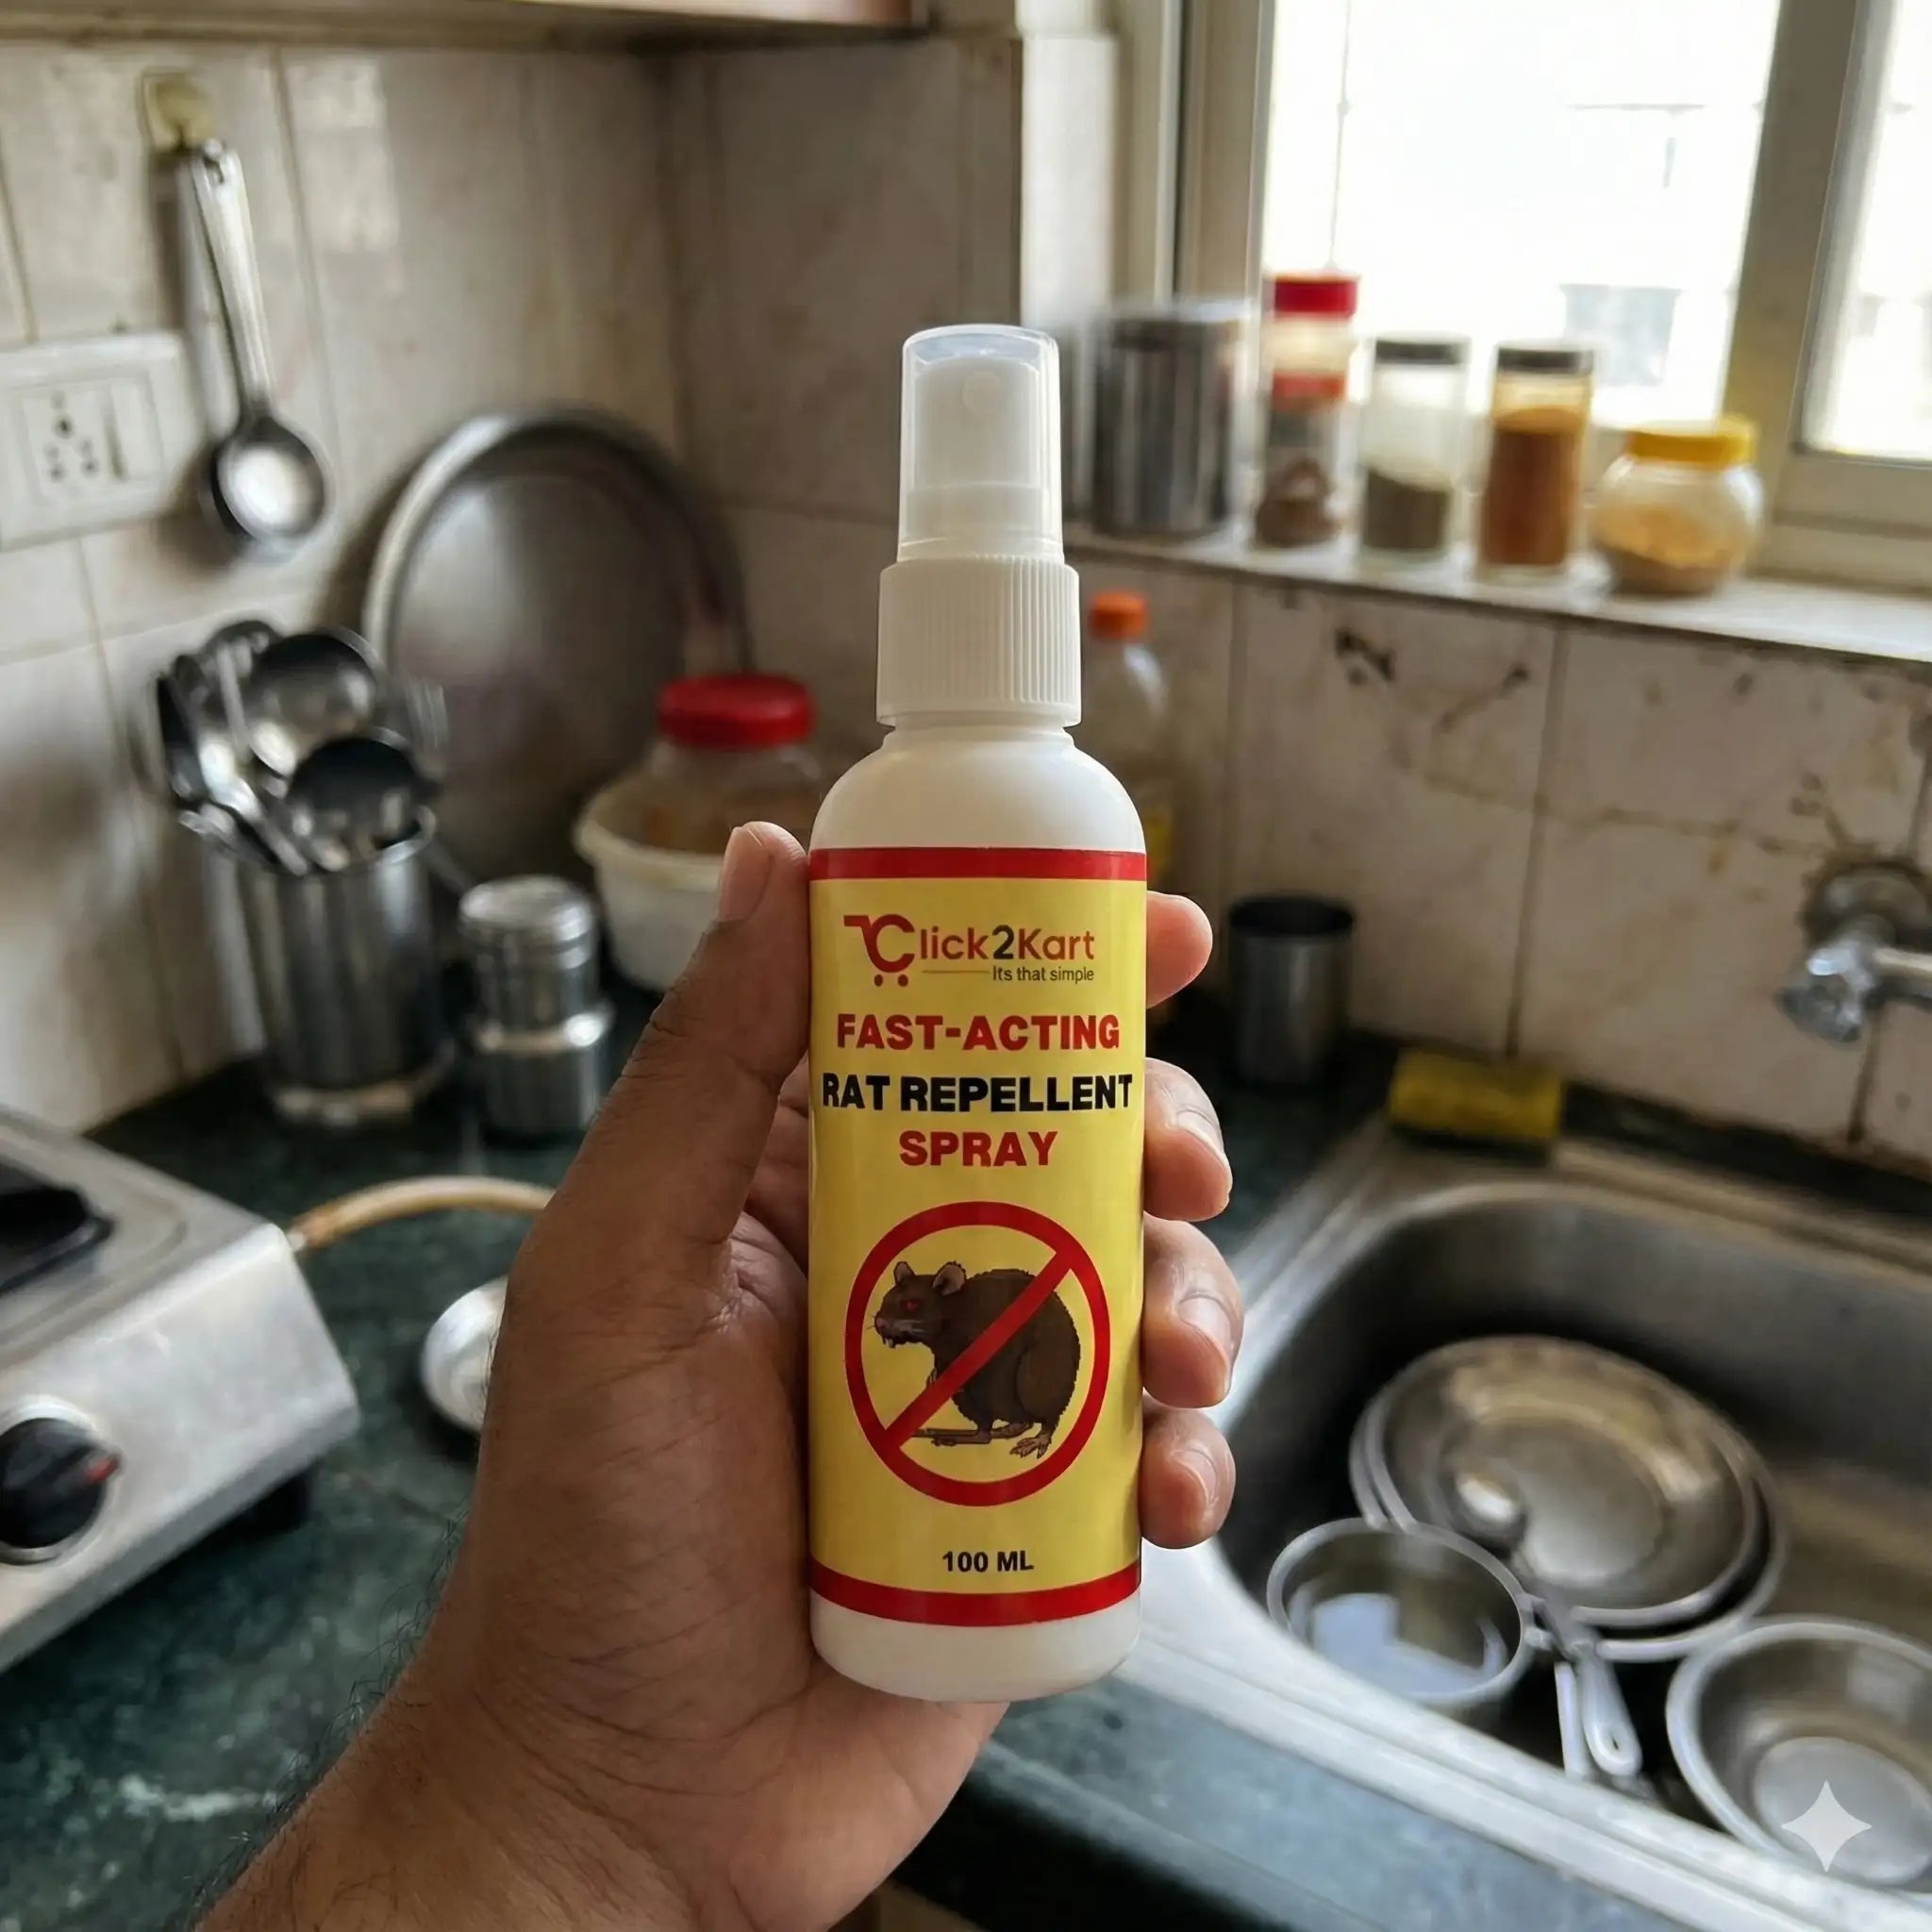 Click2Kart
Its that simple
FAST-ACTING
RAT REPELLENT
SPRAY
100 ML